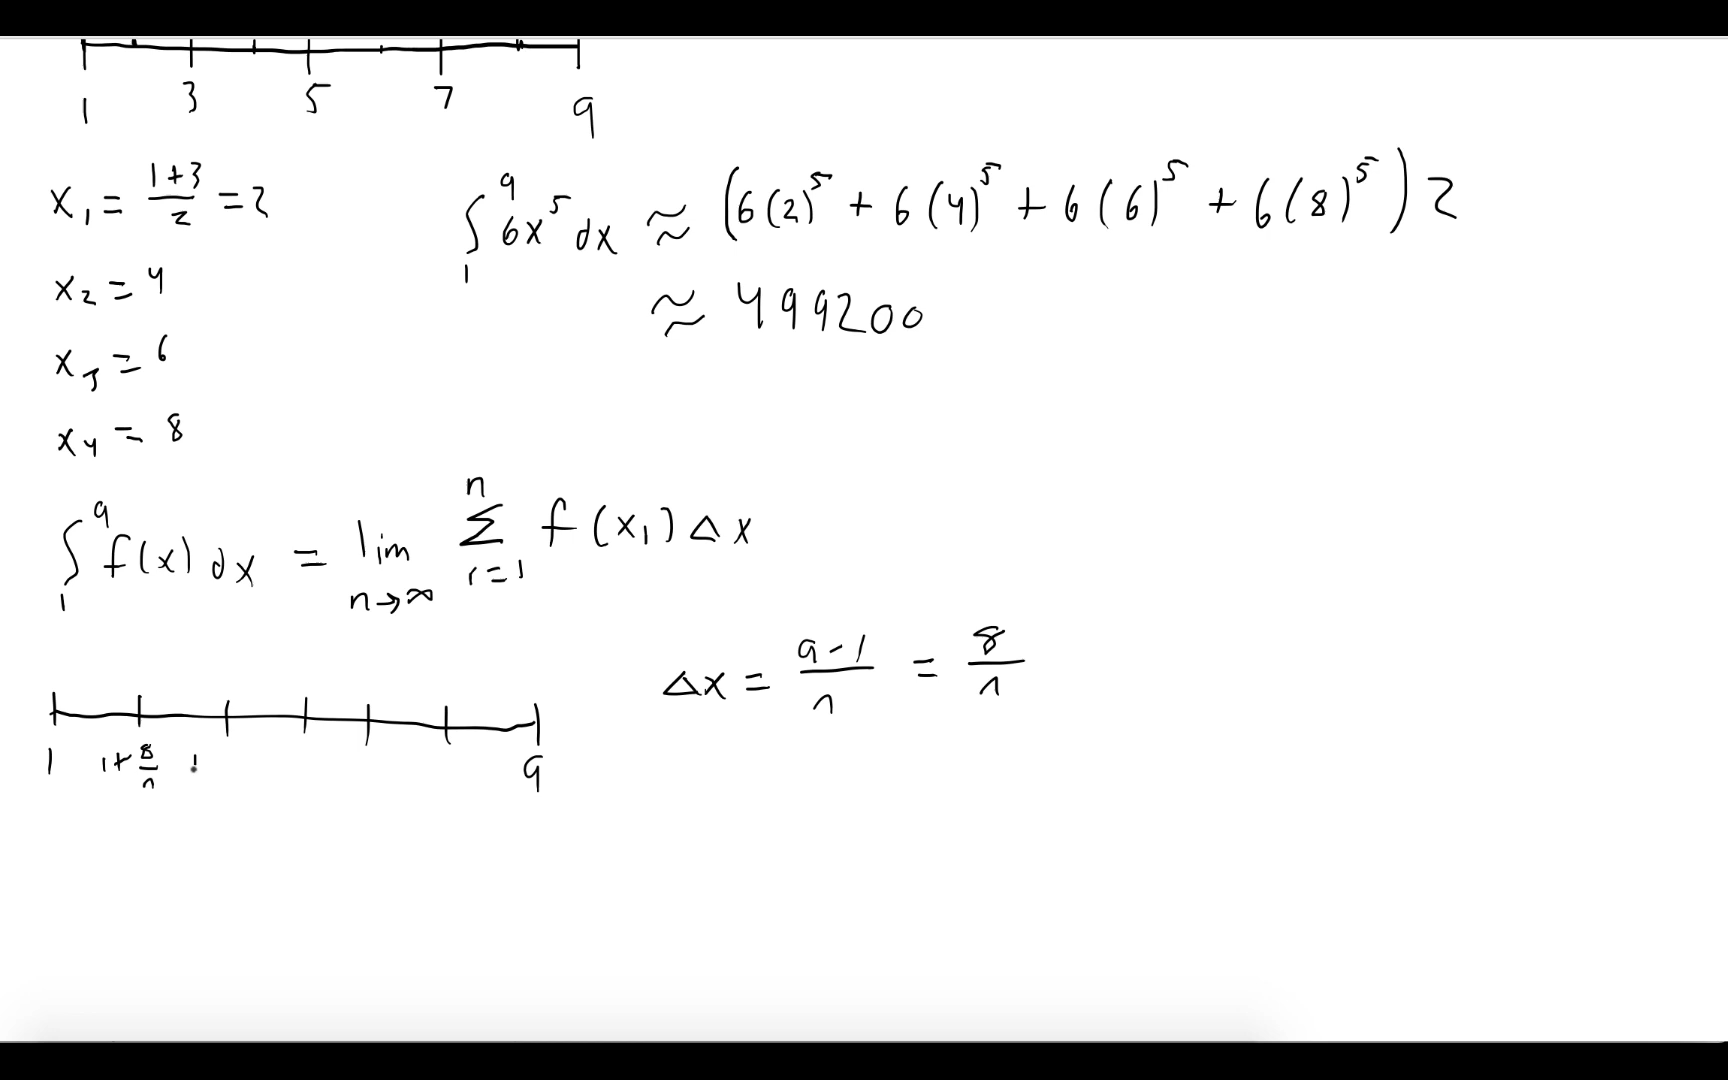 1 3 5 7 9
x₁ = (1+3)/2 = 2
∫₁⁹ 6x⁵ dx ≈ (6(2)⁵ + 6(4)⁵ + 6(6)⁵ + 6(8)⁵) 2
x₂ = 4
≈ 499200
x₃ = 6
x₄ = 8
∫₁⁹ f(x) dx = lim n→∞ Σ i=1 n f(x₁) Δx
Δx = (9-1)/n = 8/n
1 1+8/n 9